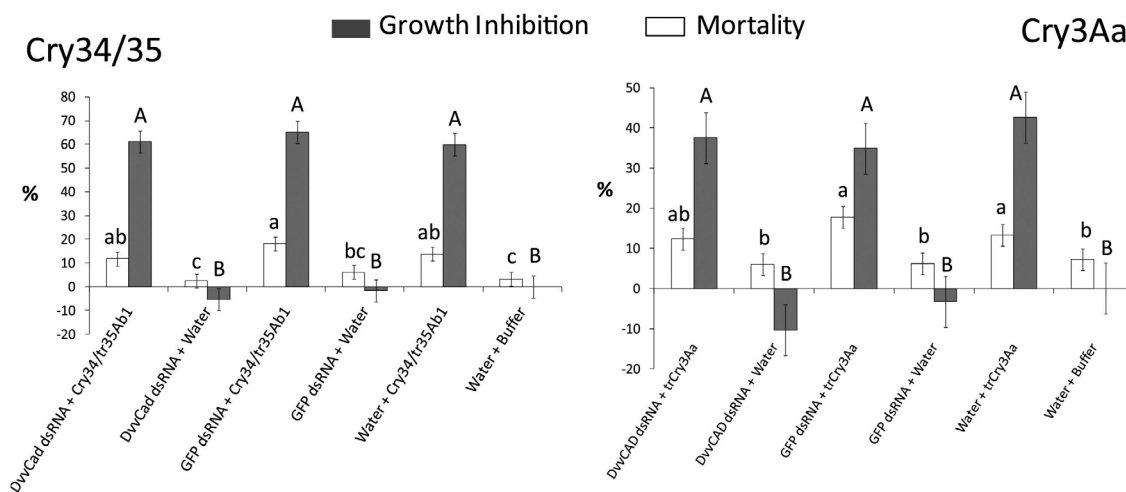 Growth Inhibition
Mortality
Cry34/35
Cry3Aa
%
80
70
60
50
40
30
20
10
0
-10
-20
ab
A
c
B
a
A
bc
B
ab
A
c
B
DvvCad dsRNA + Cry34/tr35Ab1
DvvCad dsRNA + Water
GFP dsRNA + Cry34/tr35Ab1
GFP dsRNA + Water
Water + Cry34/tr35Ab1
Water + Buffer
%
50
40
30
20
10
0
-10
-20
ab
A
b
B
a
A
b
B
a
A
b
B
DvvCAD dsRNA + trCry3Aa
DvvCAD dsRNA + Water
GFP dsRNA + trCry3Aa
GFP dsRNA + Water
Water + trCry3Aa
Water + Buffer